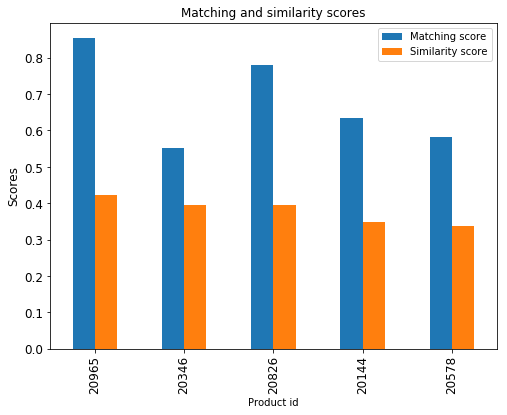 Matching and similarity scores
Matching score
Similarity score
Scores
0.8
0.7
0.6
0.5
0.4
0.3
0.2
0.1
0.0
20965
20346
20826
20144
20578
Product id